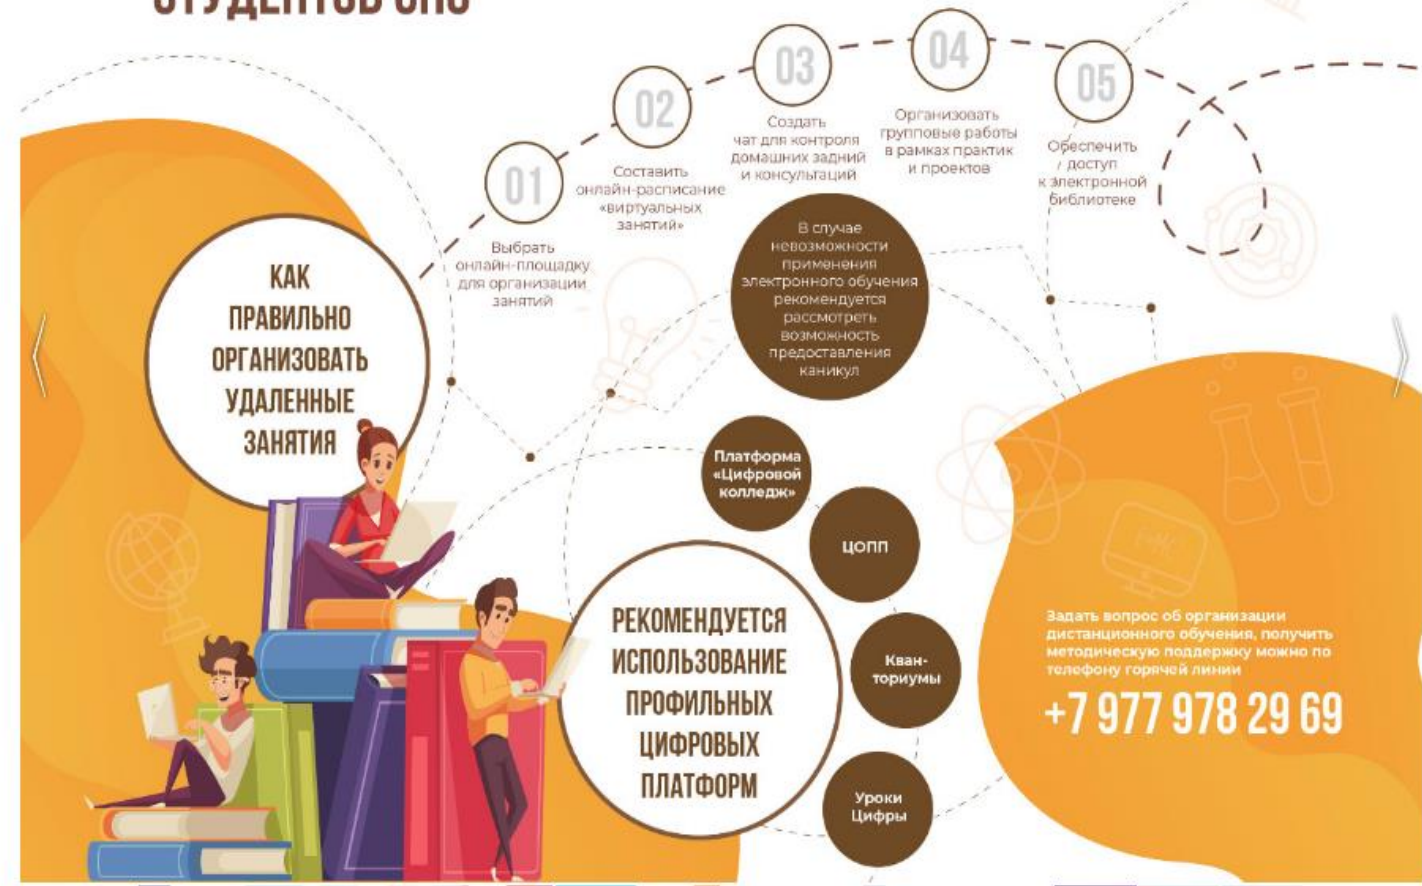 СТУДЕНТОВ СПО
КАК
ПРАВИЛЬНО
ОРГАНИЗОВАТЬ
УДАЛЕННЫЕ
ЗАНЯТИЯ
01
Выбрать
онлайн-площадку
для организации
занятий
02
Составить
онлайн-расписание
«виртуальных
занятий»
03
Создать
чат для контроля
домашних задний
и консультаций
04
Организовать
групповые работы
в рамках практик
и проектов
05
Обеспечить
доступ
к электронной
библиотеке
В случае
невозможности
применения
электронного обучения
рекомендуется
рассмотреть
возможность
предоставления
каникул
РЕКОМЕНДУЕТСЯ
ИСПОЛЬЗОВАНИЕ
ПРОФИЛЬНЫХ
ЦИФРОВЫХ
ПЛАТФОРМ
Платформа
«Цифровой
колледж»
ЦОПП
Кван-
ториумы
Уроки
Цифры
Задать вопрос об организации
дистанционного обучения, получить
методическую поддержку можно по
телефону горячей линии
+7 977 978 29 69